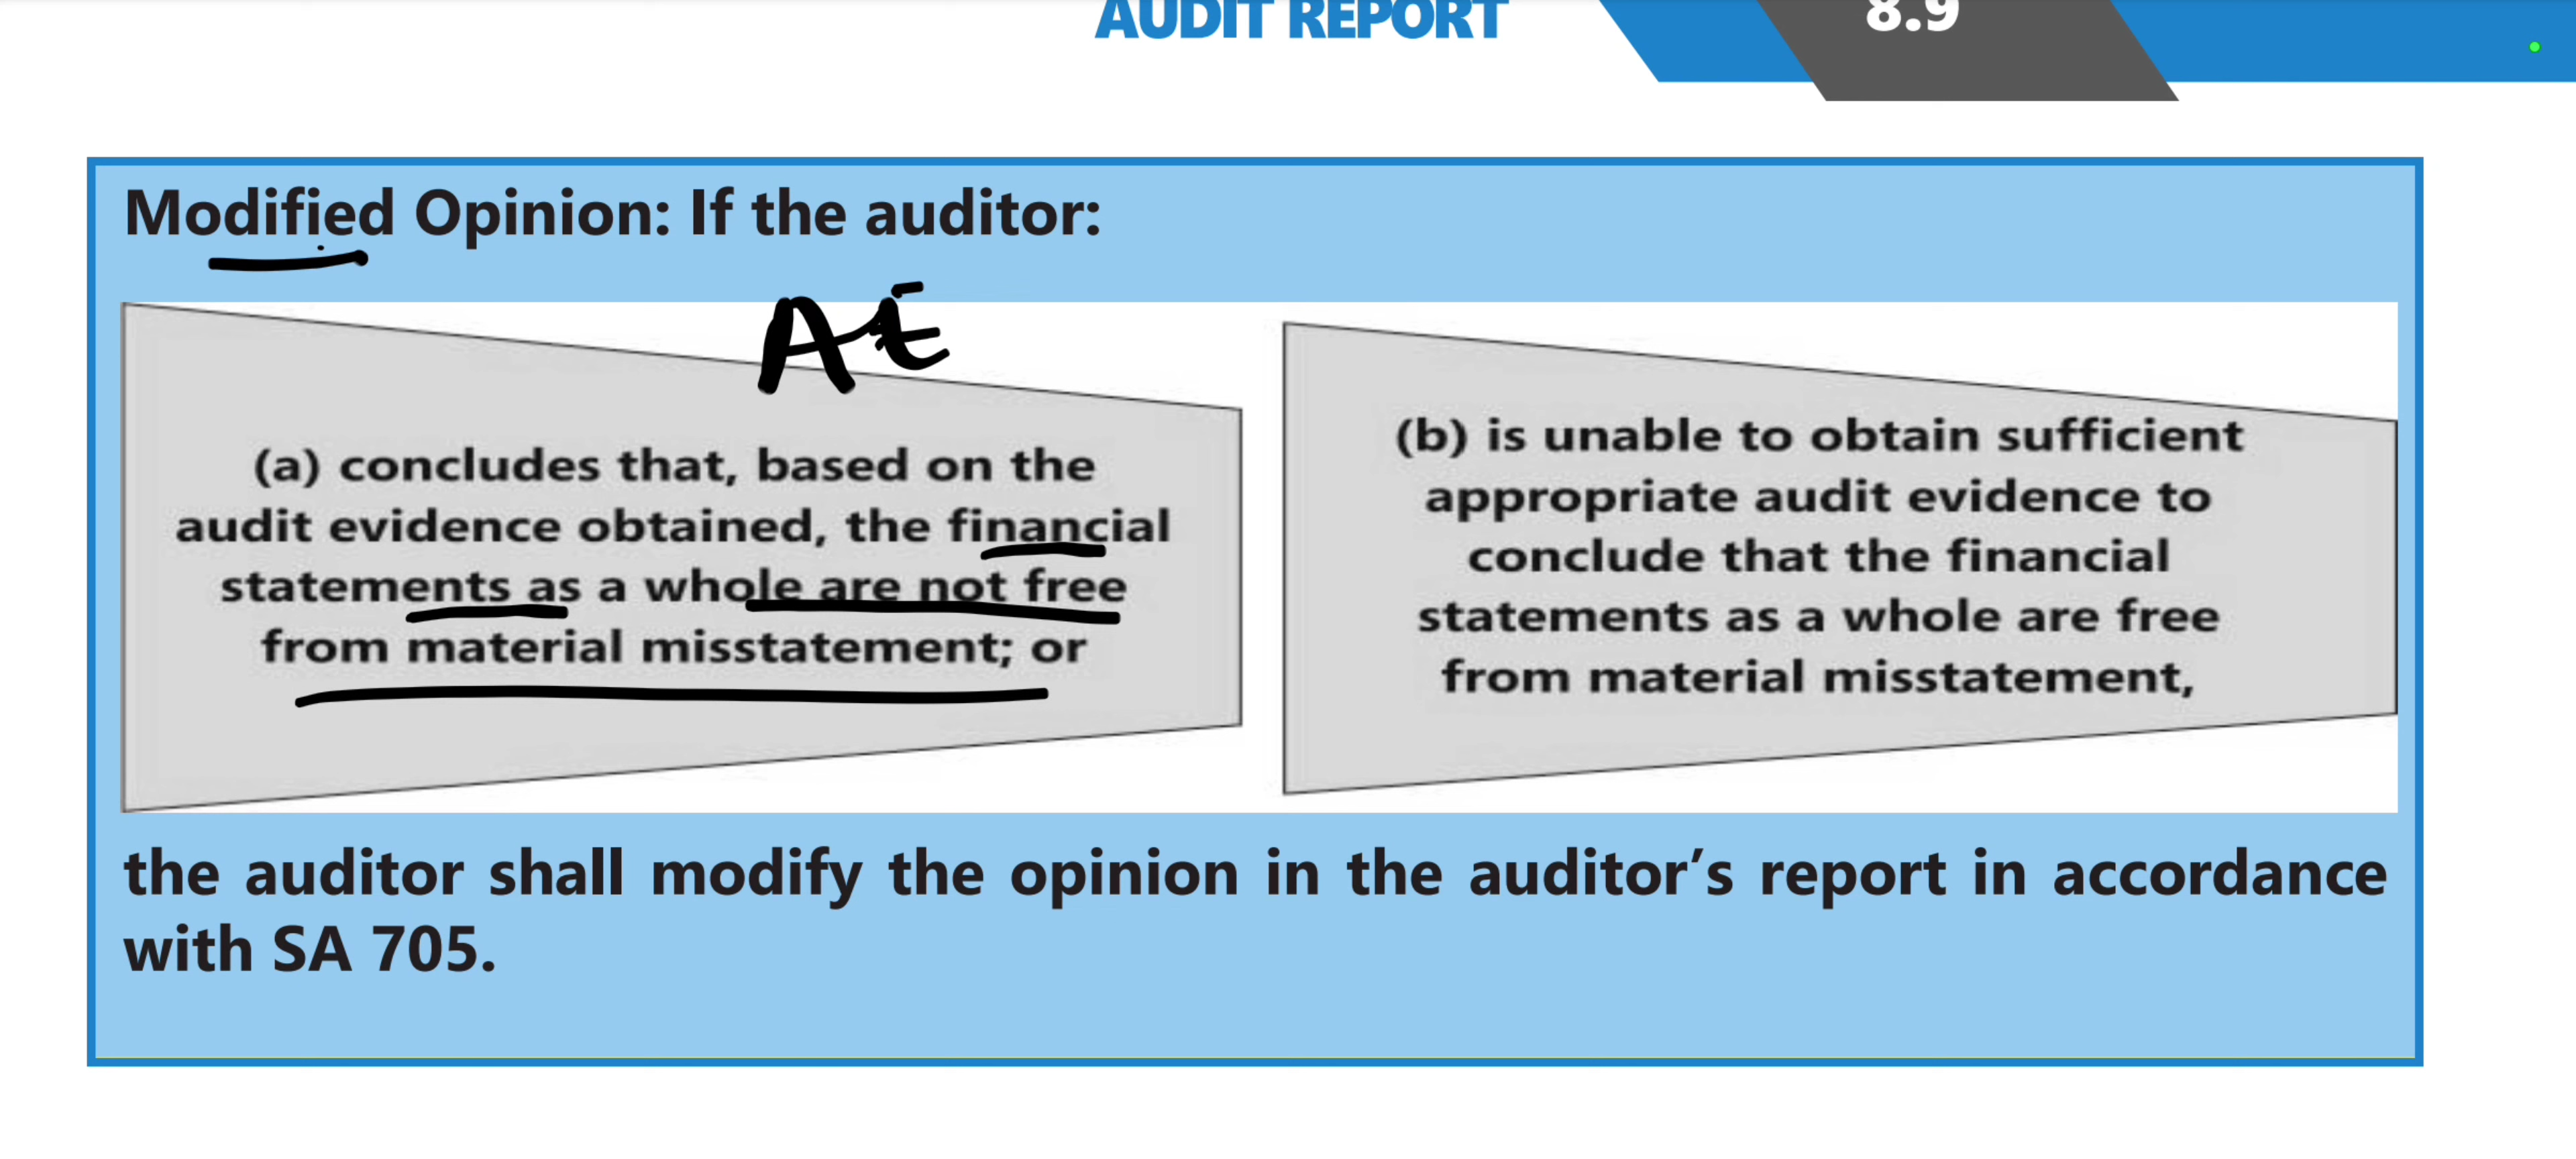 AUDIT REPORT 8.9
Modified Opinion: If the auditor:
AE
(a) concludes that, based on the
audit evidence obtained, the financial
statements as a whole are not free
from material misstatement; or
(b) is unable to obtain sufficient
appropriate audit evidence to
conclude that the financial
statements as a whole are free
from material misstatement,
the auditor shall modify the opinion in the auditor's report in accordance
with SA 705.